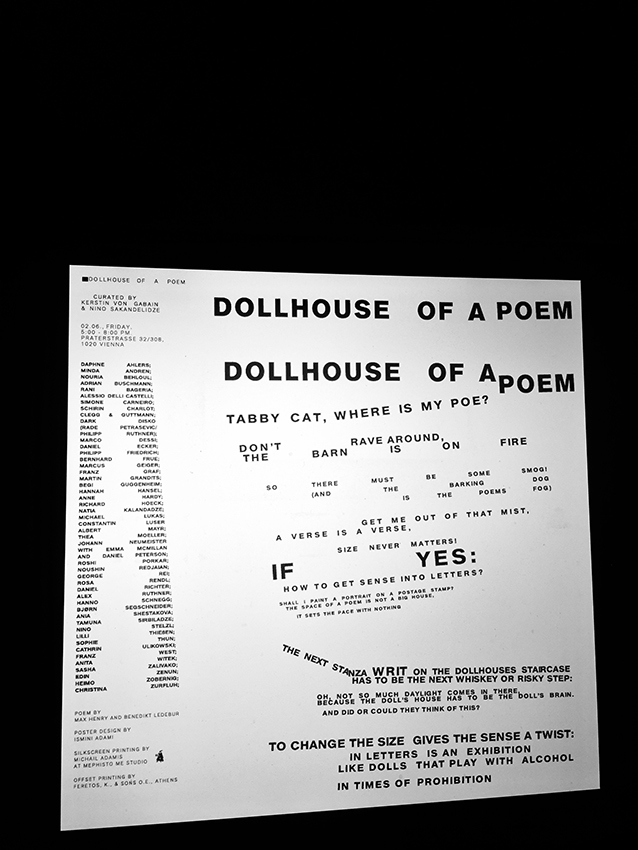 DOLLHOUSE OF A POEM
CURATED BY
KERSTIN VON GABAIN
& NINO SAKANDELIDZE
02.06., FRIDAY,
5:00 - 8:00 PM
PRATERSTRASSE 32/308,
1020 VIENNA
DAPHNE AHLERS;
MINDA ANDREN;
NOURIA BEHLOUL;
ADRIAN BUSCHMANN;
RANI BAGERIA;
ALESSIO DELLI CASTELLI;
SIMONE CARNEIRO;
SCHIRIN CHARLOT;
CLEGG & GUTTMANN;
DARK DISKO
(RADE PETRASEVIC/
PHILIPP RUTHNER);
MARCO DESSI;
DANIEL ECKER;
PHILIPP FRIEDRICH;
BERNHARD FRUE;
MARCUS GEIGER;
FRANZ GRAF;
MARTIN GRANDITS;
BEGI GUGGENHEIM;
HANNAH HANSEL;
ANNE HARDY;
RICHARD HOECK;
NATIA KALANDADZE;
MICHAEL LUKAS;
CONSTANTIN LUSER
ALBERT MAYR;
THEA MOELLER;
JOHANN NEUMEISTER
WITH EMMA MCMILLAN
AND DANIEL PETERSON;
ROSHI PORKAR;
NOUSHIN REDJAIAN;
GEORGE REI;
ROSA RENDL;
DANIEL RICHTER;
ALEX RUTHNER;
HANNO SCHNEGG;
BJØRN SEGSCHNEIDER;
ANIA SHESTAKOVA;
TAMUNA SIRBILADZE;
NINO STELZL;
LILLI THIEßEN;
SOPHIE THUN;
CATHRIN ULIKOWSKI;
FRANZ WEST;
ANITA WITEK;
SASHA ZALIVAKO;
EDIN ZENUN;
HEIMO ZOBERNIG;
CHRISTINA ZURFLUH;
POEM BY
MAX HENRY AND BENEDIKT LEDEBUR
POSTER DESIGN BY
ISMINI ADAMI
SILKSCREEN PRINTING BY
MICHAIL ADAMIS
AT MEPHISTO ME STUDIO
OFFSET PRINTING BY
FERETOS, K., & SONS O.E., ATHENS
DOLLHOUSE OF A POEM
DOLLHOUSE OF A POEM
TABBY CAT, WHERE IS MY POE?
DON'T RAVE AROUND,
THE BARN IS ON FIRE
SO THERE MUST BE SOME SMOG!
(AND THE BARKING DOG
IS THE POEMS FOG)
GET ME OUT OF THAT MIST,
A VERSE IS A VERSE,
SIZE NEVER MATTERS!
IF YES:
HOW TO GET SENSE INTO LETTERS?
SHALL I PAINT A PORTRAIT ON A POSTAGE STAMP?
THE SPACE OF A POEM IS NOT A BIG HOUSE,
IT SETS THE PACE WITH NOTHING
THE NEXT STANZA WRIT ON THE DOLLHOUSES STAIRCASE
HAS TO BE THE NEXT WHISKEY OR RISKY STEP:
OH, NOT SO MUCH DAYLIGHT COMES IN THERE,
BECAUSE THE DOLL'S HOUSE HAS TO BE THE DOLL'S BRAIN.
AND DID OR COULD THEY THINK OF THIS?
TO CHANGE THE SIZE GIVES THE SENSE A TWIST:
IN LETTERS IS AN EXHIBITION
LIKE DOLLS THAT PLAY WITH ALCOHOL
IN TIMES OF PROHIBITION